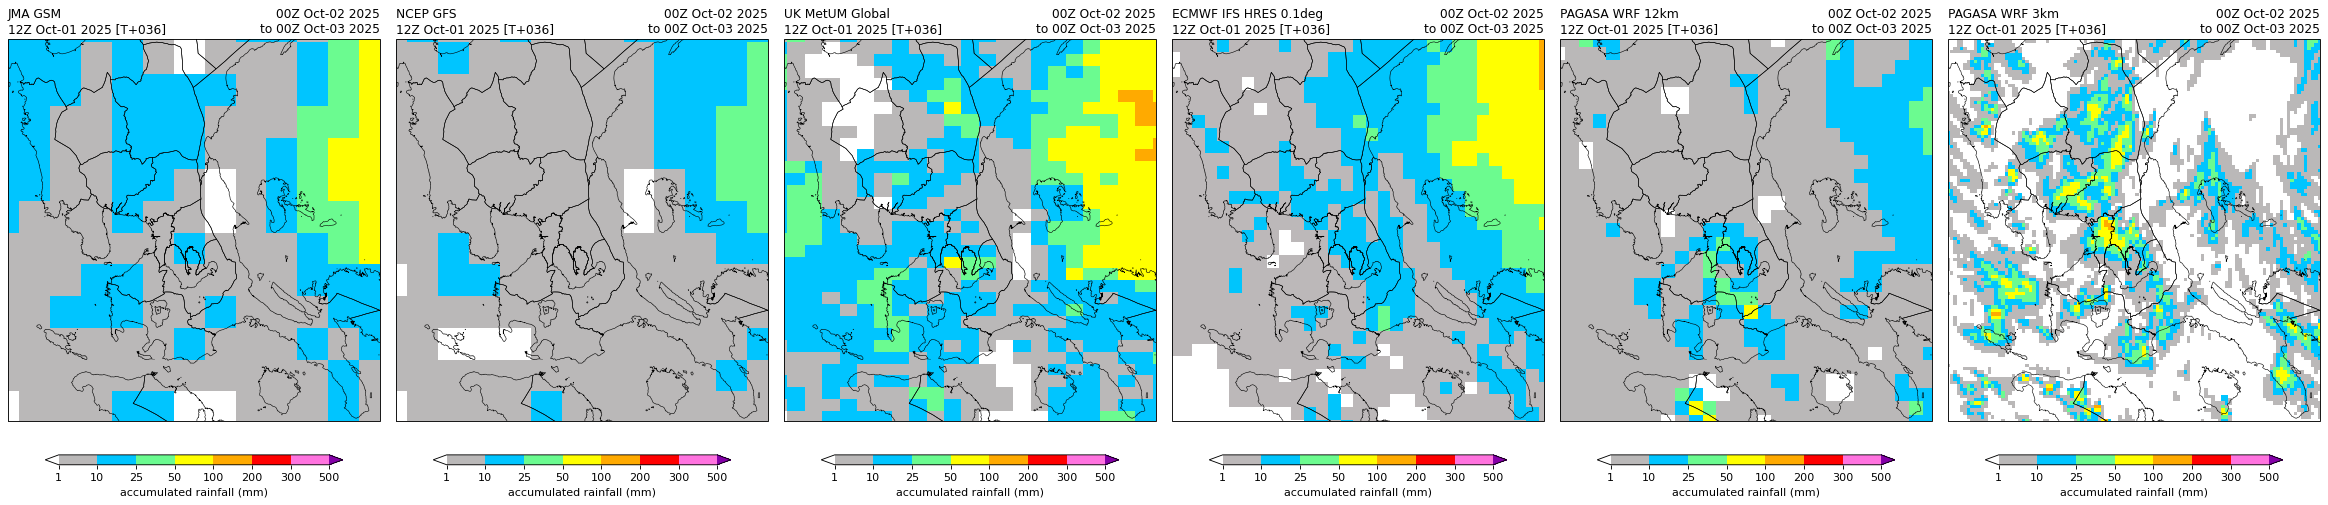 JMA GSM
00Z Oct-02 2025
12Z Oct-01 2025 [T+036]
to 00Z Oct-03 2025
NCEP GFS
00Z Oct-02 2025
12Z Oct-01 2025 [T+036]
to 00Z Oct-03 2025
UK MetUM Global
00Z Oct-02 2025
12Z Oct-01 2025 [T+036]
to 00Z Oct-03 2025
ECMWF IFS HRES 0.1deg
00Z Oct-02 2025
12Z Oct-01 2025 [T+036]
to 00Z Oct-03 2025
PAGASA WRF 12km
00Z Oct-02 2025
12Z Oct-01 2025 [T+036]
to 00Z Oct-03 2025
PAGASA WRF 3km
00Z Oct-02 2025
12Z Oct-01 2025 [T+036]
to 00Z Oct-03 2025
1 10 25 50 100 200 300 500
accumulated rainfall (mm)
1 10 25 50 100 200 300 500
accumulated rainfall (mm)
1 10 25 50 100 200 300 500
accumulated rainfall (mm)
1 10 25 50 100 200 300 500
accumulated rainfall (mm)
1 10 25 50 100 200 300 500
accumulated rainfall (mm)
1 10 25 50 100 200 300 500
accumulated rainfall (mm)